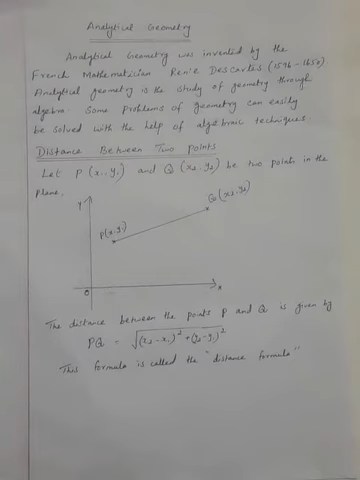 Analytical Geometry
Analytical Geometry was invented by the
French Mathematician Renie Descartes (1596 - 1650)
Analytical geometry is the study of geometry through
algebra Some problems of geometry can easily
be solved with the help of algebraic techniques
Distance Between Two points
Let P(x₁, y₁) and Q(x₂, y₂) be two points in the
plane.
Y
Q(x₂, y₂)
P(x₁ y₁)
O
x
The distance between the points P and Q is given by
PQ = √(x₂ - x₁)² + (y₂ - y₁)²
This formula is called the "distance formula"